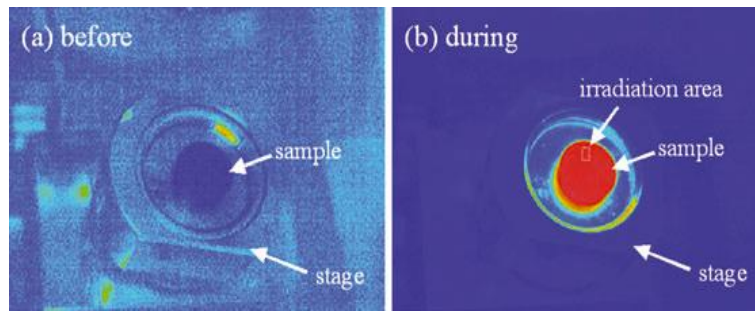 (a) before
sample
stage
(b) during
irradiation area
sample
stage